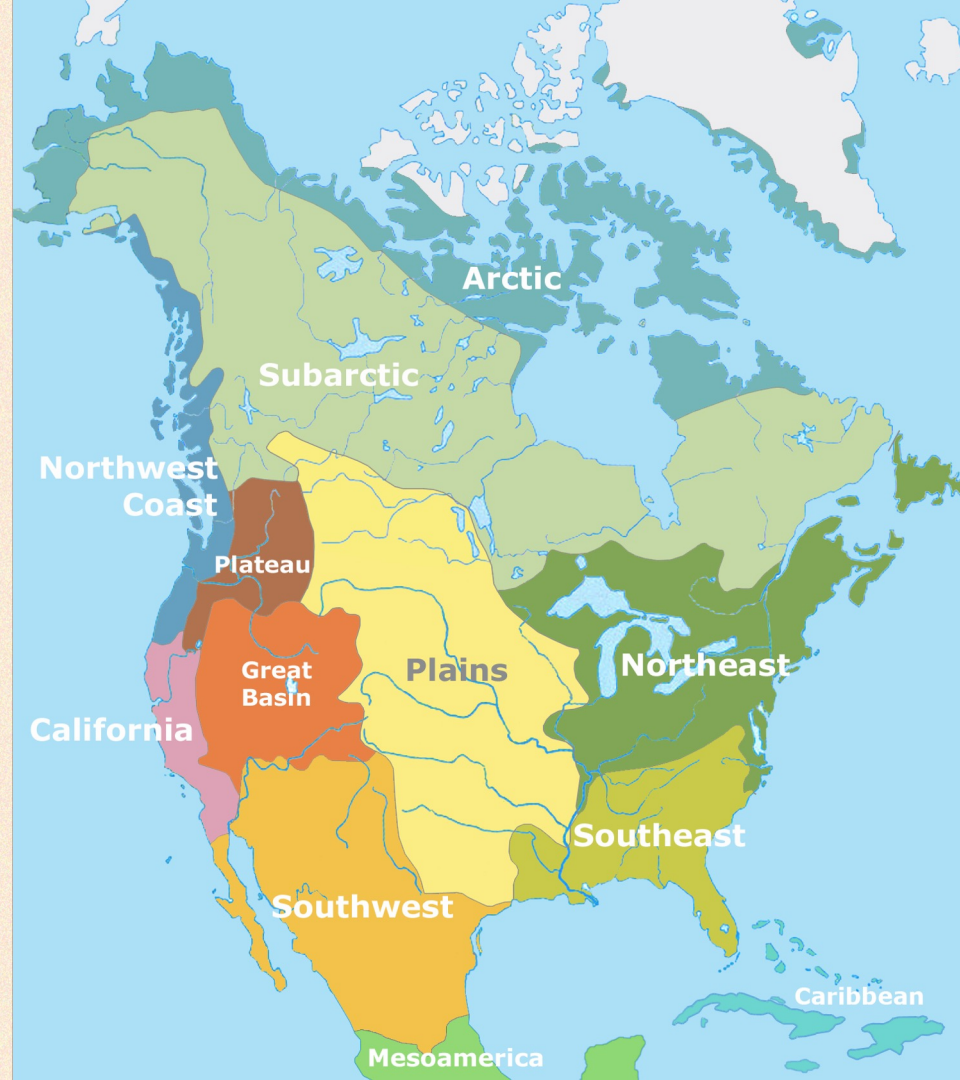 Arctic
Subarctic
Northwest
Coast
Plateau
Great
Basin
Plains
Northeast
California
Southeast
Southwest
Caribbean
Mesoamerica